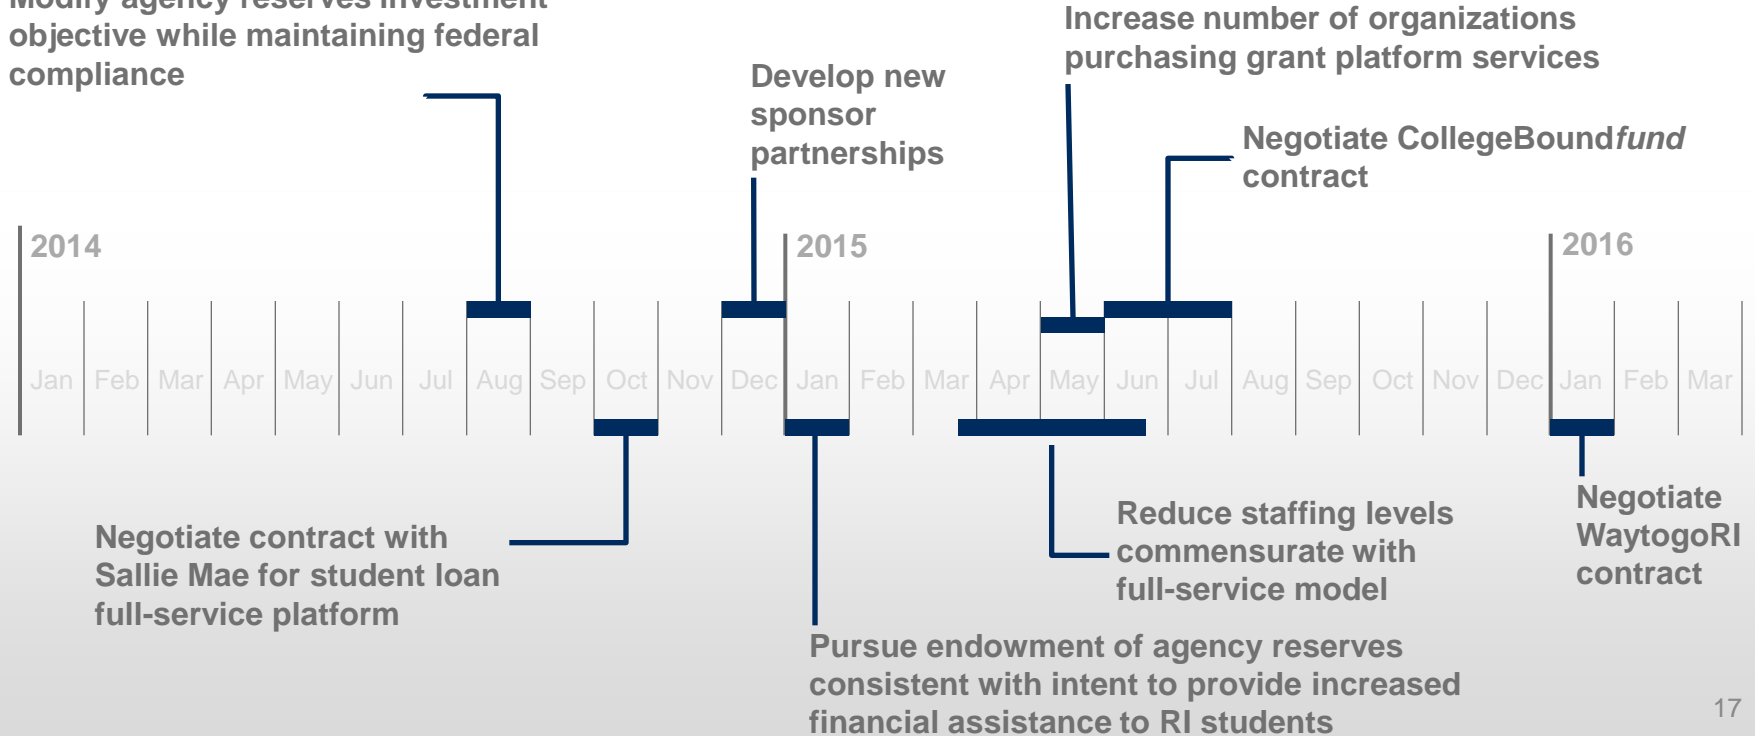 Modify agency reserves investment
objective while maintaining federal
compliance
Increase number of organizations
purchasing grant platform services
Develop new
sponsor
partnerships
Negotiate CollegeBoundfund
contract
2014
2015
2016
Jan Feb Mar Apr May Jun Jul Aug Sep Oct Nov Dec Jan Feb Mar Apr May Jun Jul Aug Sep Oct Nov Dec Jan Feb Mar
Negotiate contract with
Sallie Mae for student loan
full-service platform
Reduce staffing levels
commensurate with
full-service model
Negotiate
WaytogoRI
contract
Pursue endowment of agency reserves
consistent with intent to provide increased
financial assistance to RI students
17